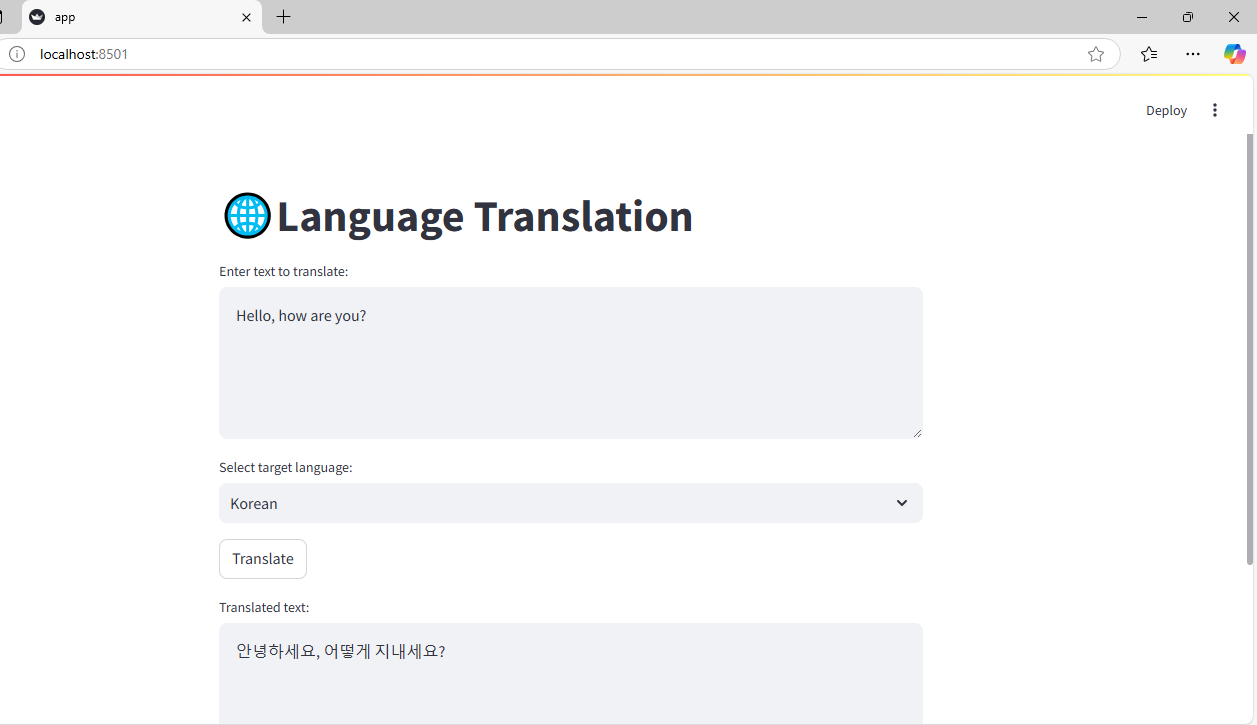 app
localhost:8501
Deploy
Language Translation
Enter text to translate:
Hello, how are you?
Select target language:
Korean
Translate
Translated text:
안녕하세요, 어떻게 지내세요?